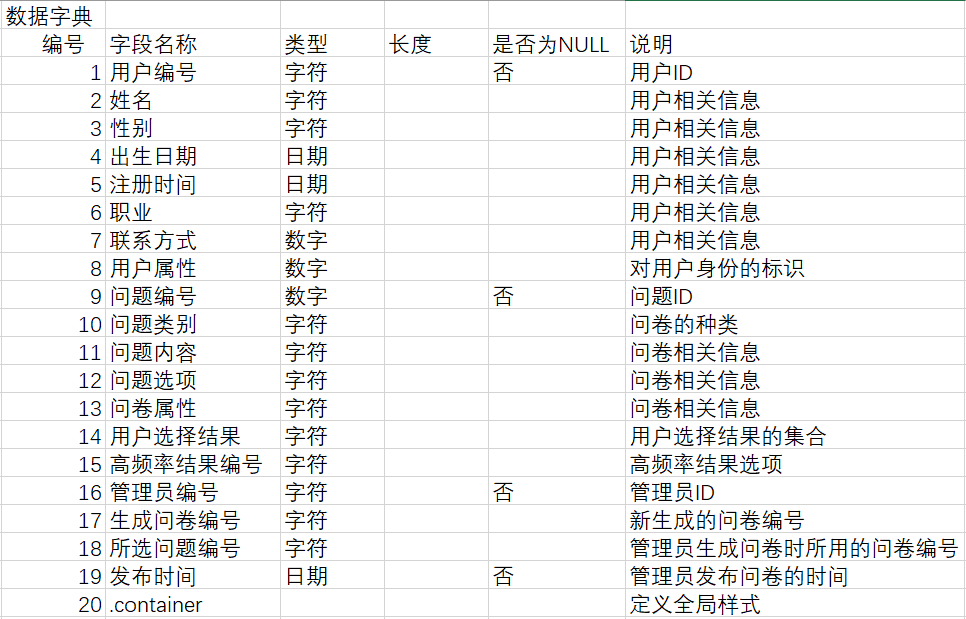 数据字典
编号 字段名称 类型 长度 是否为NULL 说明
1 用户编号 字符 否 用户ID
2 姓名 字符 用户相关信息
3 性别 字符 用户相关信息
4 出生日期 日期 用户相关信息
5 注册时间 日期 用户相关信息
6 职业 字符 用户相关信息
7 联系方式 数字 用户相关信息
8 用户属性 数字 对用户身份的标识
9 问题编号 数字 否 问题ID
10 问题类别 字符 问卷的种类
11 问题内容 字符 问卷相关信息
12 问题选项 字符 问卷相关信息
13 问卷属性 字符 问卷相关信息
14 用户选择结果 字符 用户选择结果的集合
15 高频率结果编号 字符 高频率结果选项
16 管理员编号 字符 否 管理员ID
17 生成问卷编号 字符 新生成的问卷编号
18 所选问题编号 字符 管理员生成问卷时所用的问卷编号
19 发布时间 日期 否 管理员发布问卷的时间
20 .container 定义全局样式